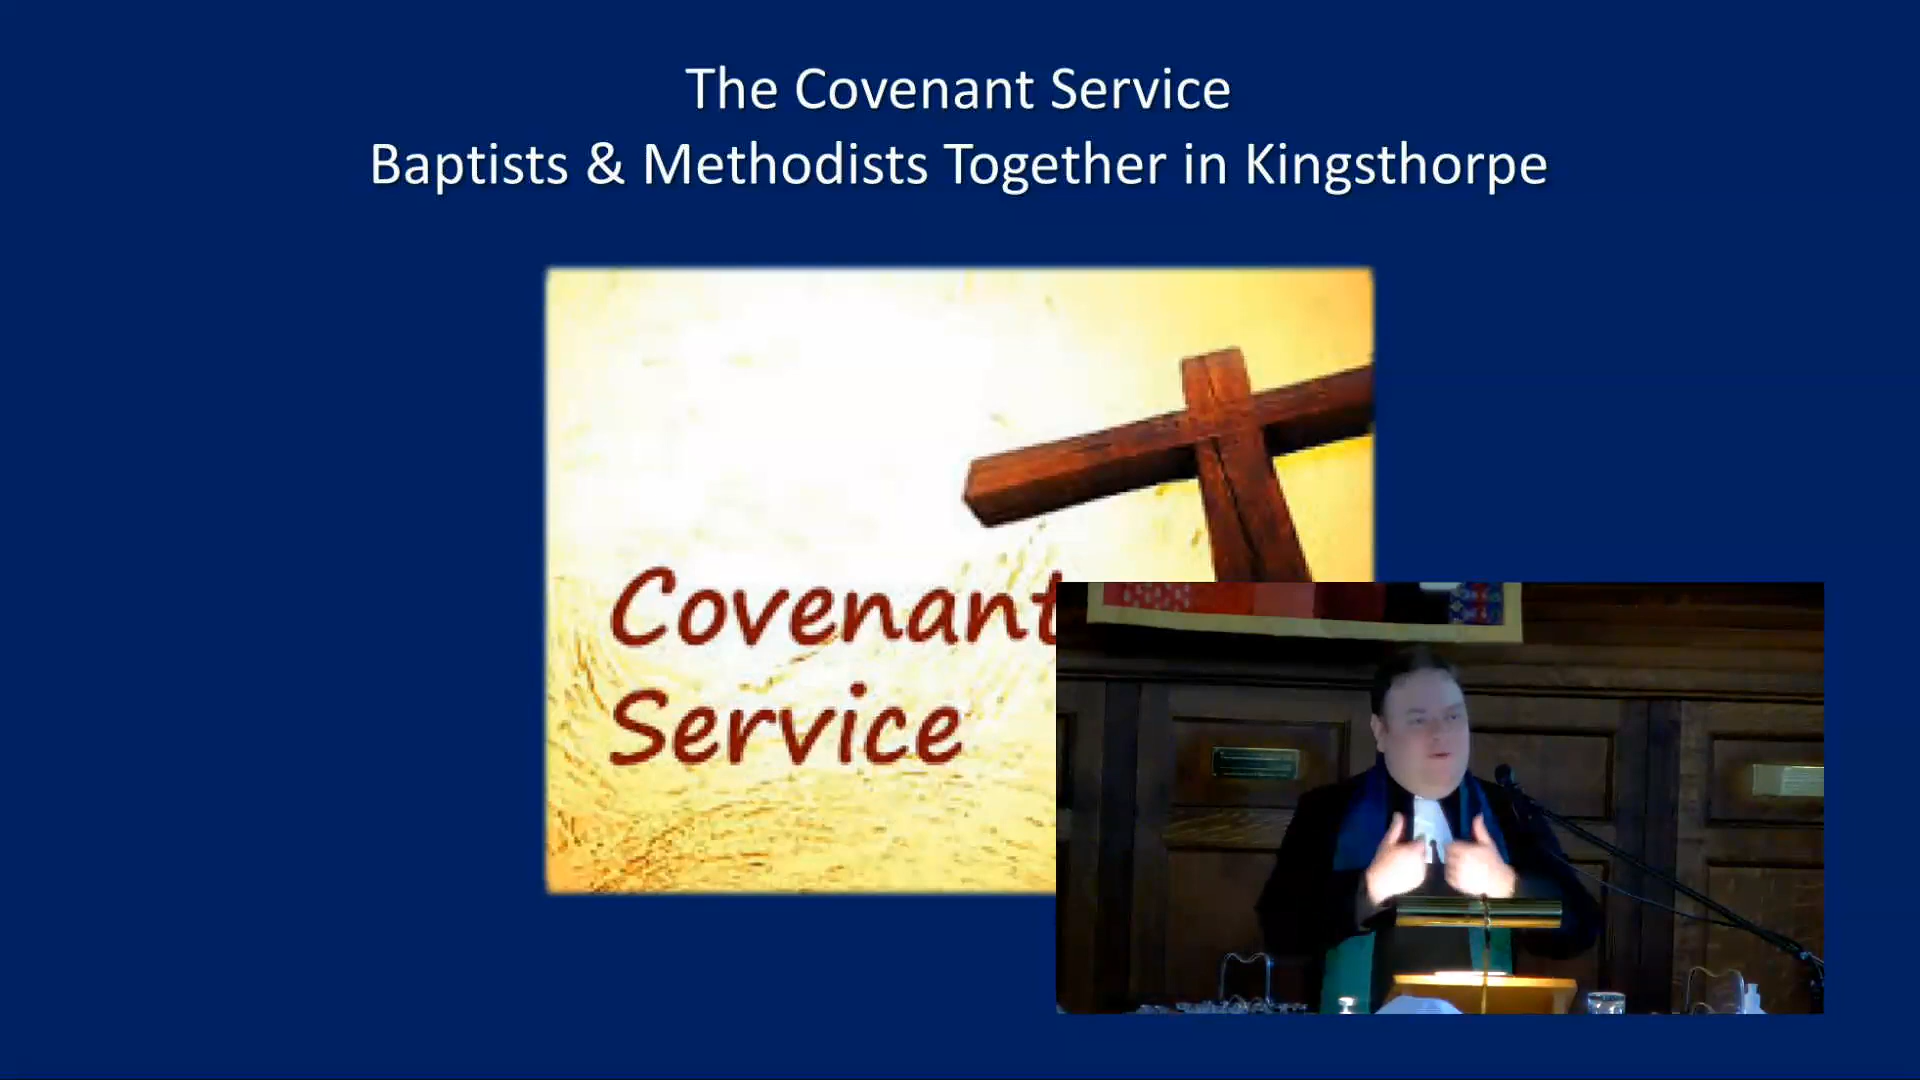 The Covenant Service
Baptists & Methodists Together in Kingsthorpe
Covenant
Service